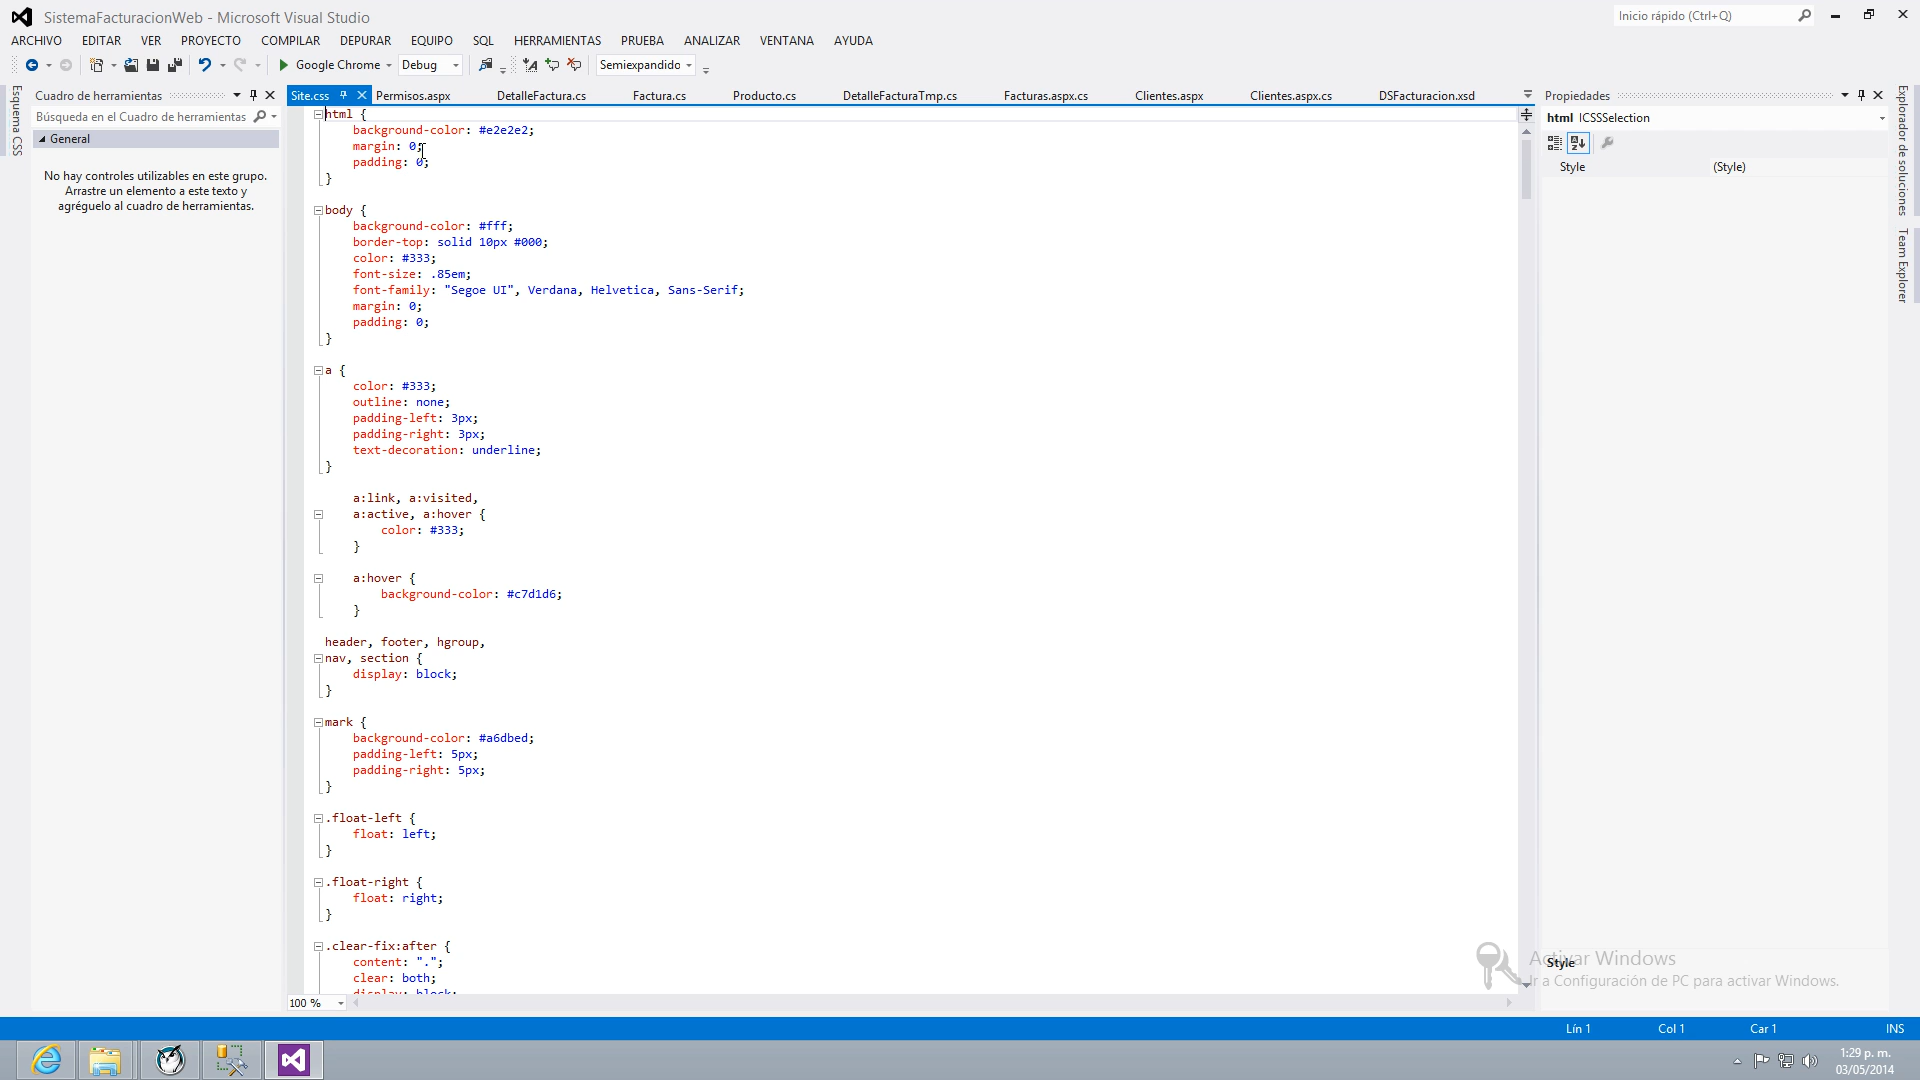 SistemaFacturacionWeb - Microsoft Visual Studio
Inicio rápido (Ctrl+Q)
ARCHIVO EDITAR VER PROYECTO COMPILAR DEPURAR EQUIPO SQL HERRAMIENTAS PRUEBA ANALIZAR VENTANA AYUDA
Google Chrome Debug Semiexpandido
Esquema CSS
Cuadro de herramientas
Búsqueda en el Cuadro de herramientas
General
No hay controles utilizables en este grupo.
Arrastre un elemento a este texto y
agréguelo al cuadro de herramientas.
Site.css Permisos.aspx DetalleFactura.cs Factura.cs Producto.cs DetalleFacturaTmp.cs Facturas.aspx.cs Clientes.aspx Clientes.aspx.cs DSFacturacion.xsd
html {
background-color: #e2e2e2;
margin: 0;
padding: 0;
}
body {
background-color: #fff;
border-top: solid 10px #000;
color: #333;
font-size: .85em;
font-family: "Segoe UI", Verdana, Helvetica, Sans-Serif;
margin: 0;
padding: 0;
}
a {
color: #333;
outline: none;
padding-left: 3px;
padding-right: 3px;
text-decoration: underline;
}
a:link, a:visited,
a:active, a:hover {
color: #333;
}
a:hover {
background-color: #c7d1d6;
}
header, footer, hgroup,
nav, section {
display: block;
}
mark {
background-color: #a6dbed;
padding-left: 5px;
padding-right: 5px;
}
.float-left {
float: left;
}
.float-right {
float: right;
}
.clear-fix:after {
content: ".";
clear: both;
display: block;
100 %
Propiedades
html ICSSSelection
Style (Style)
Style
Explorador de soluciones
Team Explorer
Activar Windows
Ir a Configuración de PC para activar Windows.
Lín 1 Col 1 Car 1 INS
1:29 p. m.
03/05/2014